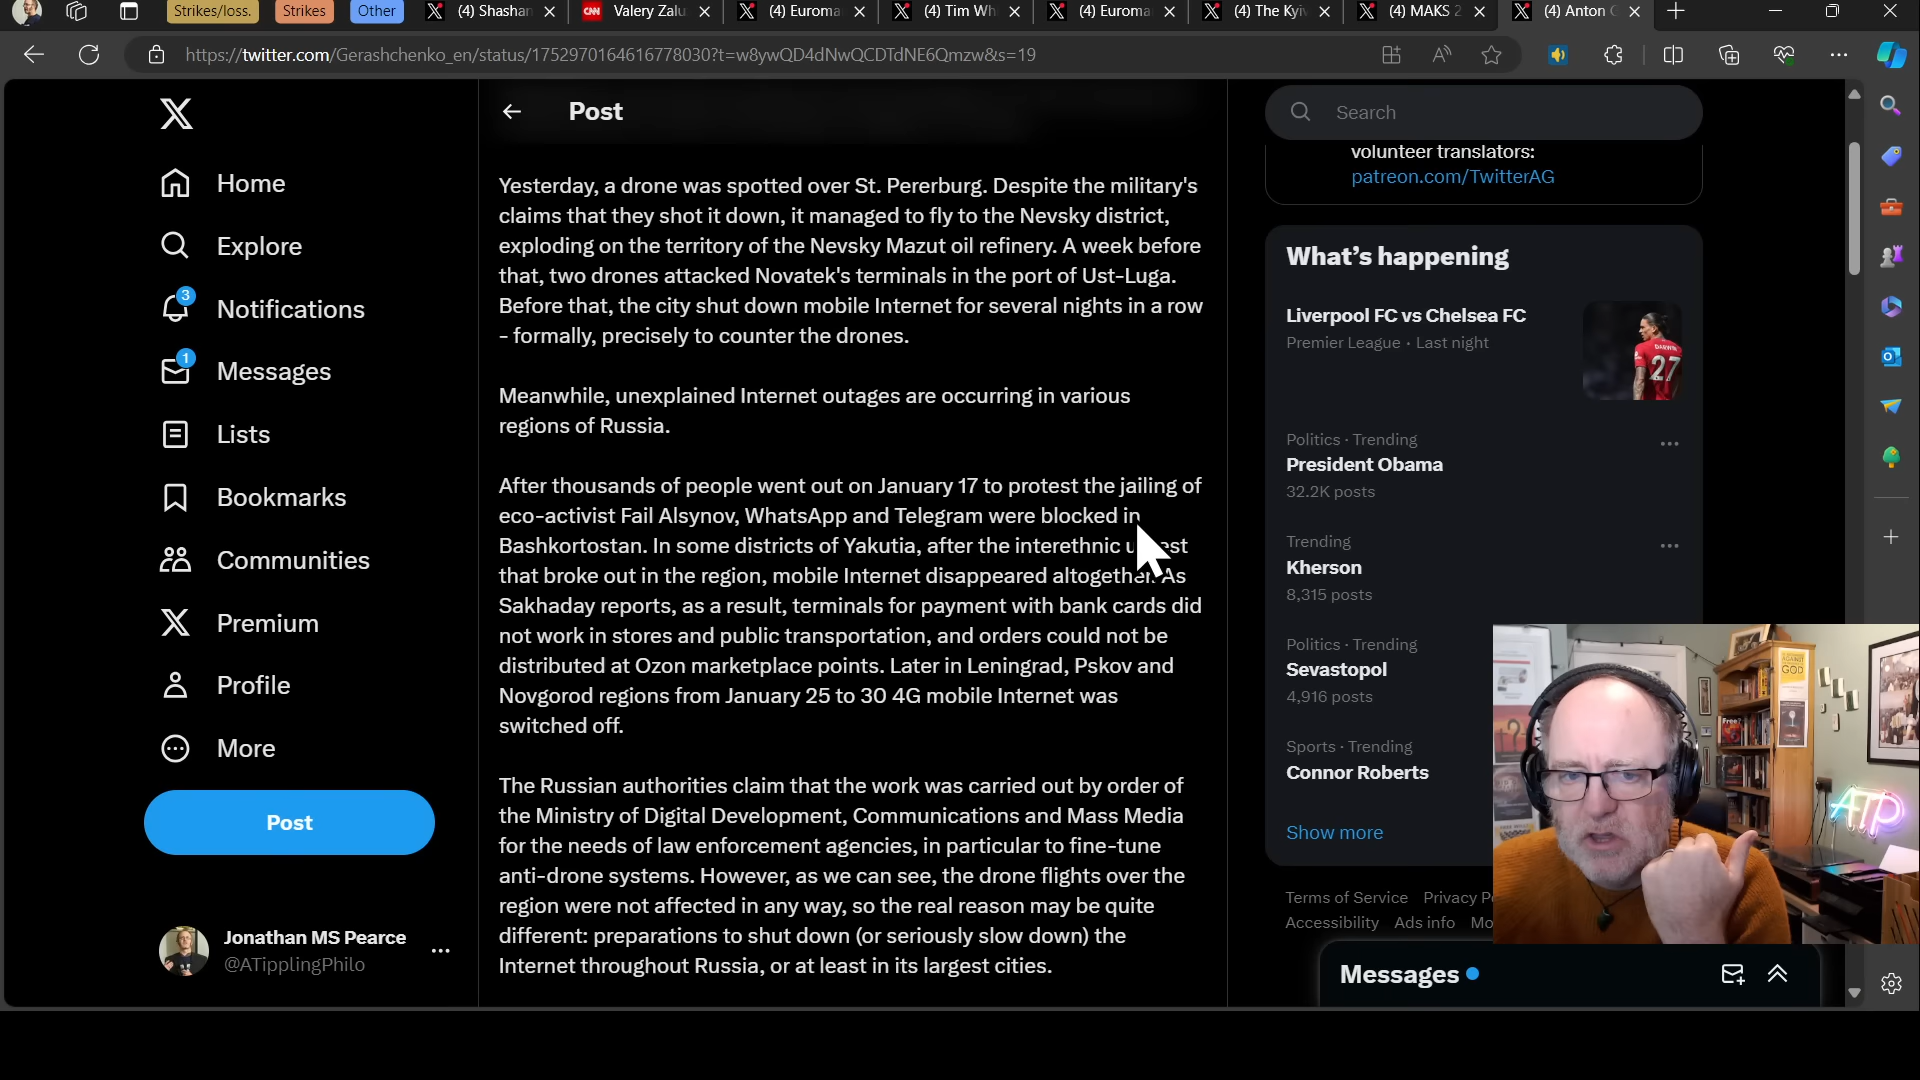 Strikes/loss.
Strikes
Other
(4) Shashan
CNN
Valery Zalu
(4) Euroma
(4) Tim Wh
(4) Euroma
(4) The Kyiv
(4) MAKS 2
(4) Anton G
https://twitter.com/Gerashchenko_en/status/1752970164616778030?t=w8ywQD4dNwQCDTdNE6Qmzw&s=19
Home
Explore
3
Notifications
1
Messages
Lists
Bookmarks
Communities
Premium
Profile
More
Post
Jonathan MS Pearce
@ATipplingPhilo
Post
Yesterday, a drone was spotted over St. Pererburg. Despite the military's
claims that they shot it down, it managed to fly to the Nevsky district,
exploding on the territory of the Nevsky Mazut oil refinery. A week before
that, two drones attacked Novatek's terminals in the port of Ust-Luga.
Before that, the city shut down mobile Internet for several nights in a row
- formally, precisely to counter the drones.
Meanwhile, unexplained Internet outages are occurring in various
regions of Russia.
After thousands of people went out on January 17 to protest the jailing of
eco-activist Fail Alsynov, WhatsApp and Telegram were blocked in
Bashkortostan. In some districts of Yakutia, after the interethnic
that broke out in the region, mobile Internet disappeared altogether. As
Sakhaday reports, as a result, terminals for payment with bank cards did
not work in stores and public transportation, and orders could not be
distributed at Ozon marketplace points. Later in Leningrad, Pskov and
Novgorod regions from January 25 to 30 4G mobile Internet was
switched off.
The Russian authorities claim that the work was carried out by order of
the Ministry of Digital Development, Communications and Mass Media
for the needs of law enforcement agencies, in particular to fine-tune
anti-drone systems. However, as we can see, the drone flights over the
region were not affected in any way, so the real reason may be quite
different: preparations to shut down (or seriously slow down) the
Internet throughout Russia, or at least in its largest cities.
Search
volunteer translators:
patreon.com/TwitterAG
What's happening
Liverpool FC vs Chelsea FC
Premier League · Last night
DARWIN
27
Politics · Trending
President Obama
32.2K posts
Trending
Kherson
8,315 posts
Politics · Trending
Sevastopol
4,916 posts
Sports · Trending
Connor Roberts
Show more
Terms of Service
Accessibility Ads info
Messages
GOD
Free?
ATP